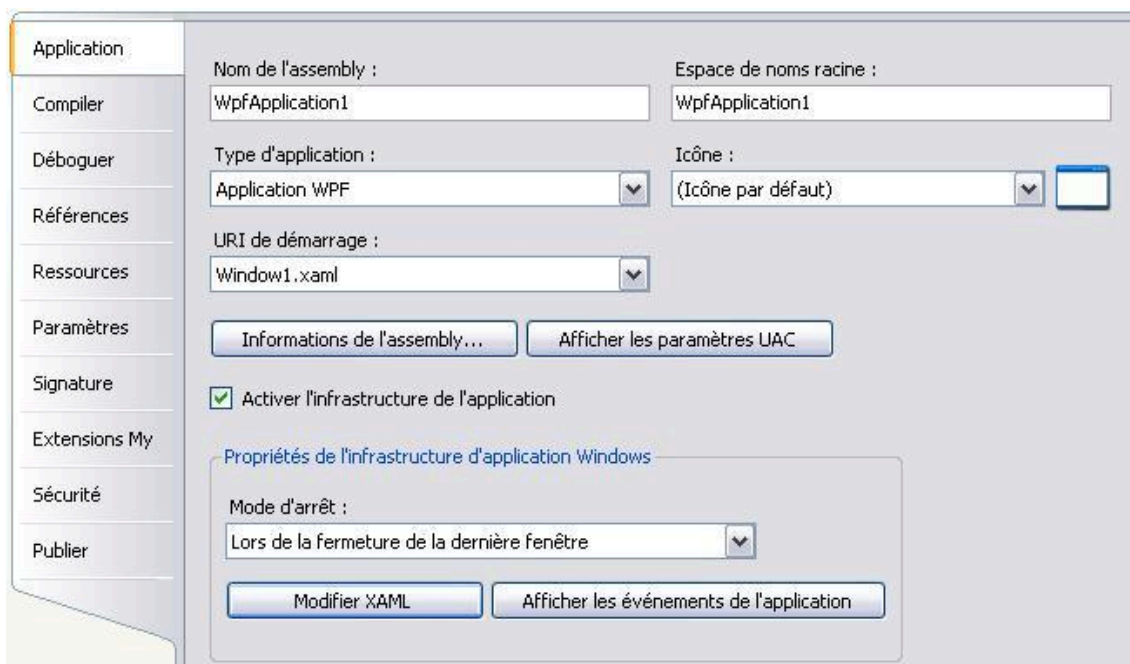 Application
Compiler
Déboguer
Références
Ressources
Paramètres
Signature
Extensions My
Sécurité
Publier
Nom de l'assembly :
Espace de noms racine :
WpfApplication1
WpfApplication1
Type d'application :
Icône :
Application WPF
(Icône par défaut)
URI de démarrage :
Window1.xaml
Informations de l'assembly...
Afficher les paramètres UAC
Activer l'infrastructure de l'application
Propriétés de l'infrastructure d'application Windows
Mode d'arrêt :
Lors de la fermeture de la dernière fenêtre
Modifier XAML
Afficher les événements de l'application